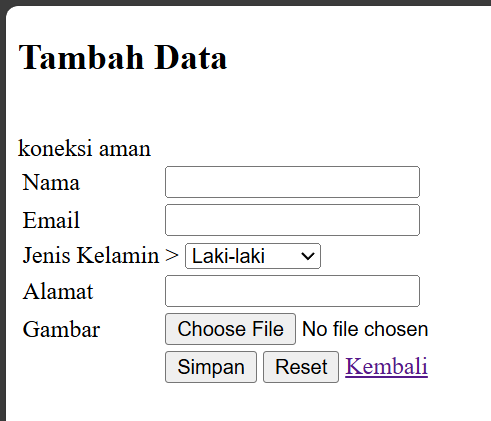 Tambah Data
koneksi aman
Nama
Email
Jenis Kelamin > Laki-laki
Alamat
Gambar Choose File No file chosen
Simpan Reset Kembali